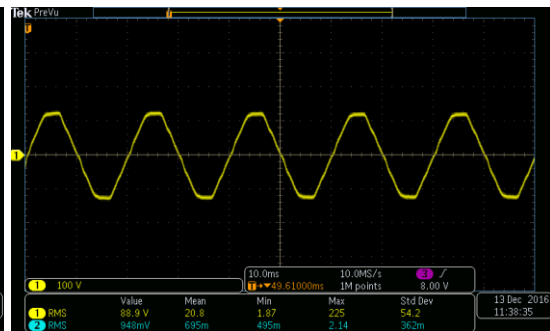 Tek PreVu
T
T
1
1 100 V
10.0ms 10.0MS/s 3
T→▼49.61000ms 1M points 8.00 V
Value Mean Min Max Std Dev
1 RMS 88.9 V 20.8 1.87 225 54.2
2 RMS 948mV 695m 495m 2.14 362m
13 Dec 2016
11:38:35